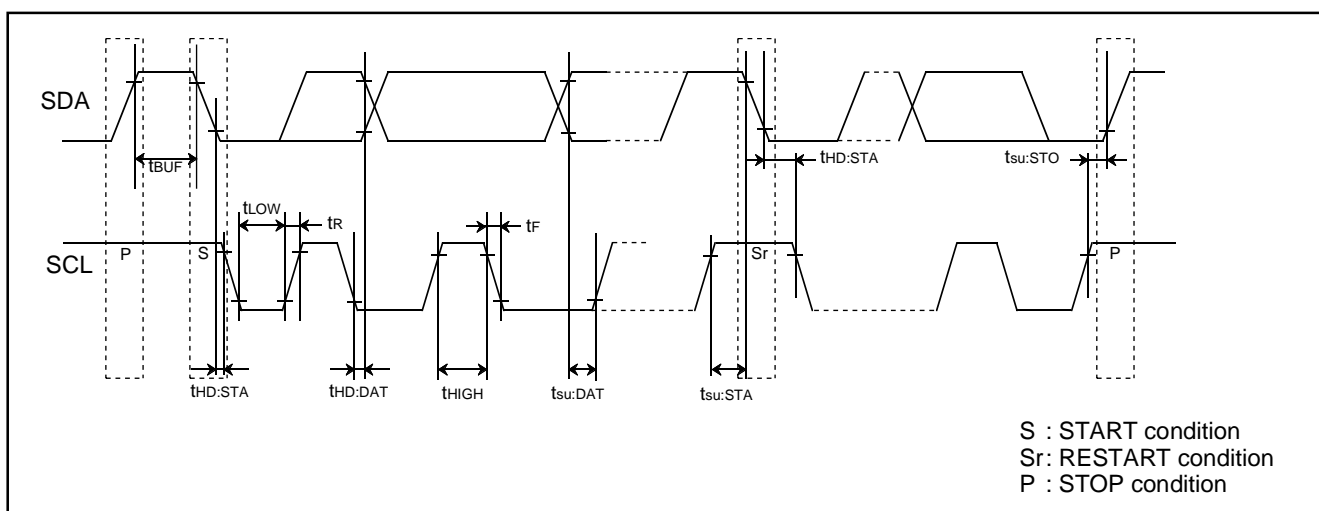 SDA
tBUF
tHD:STA
tsu:STO
tLOW
tR
tF
SCL
P
S
Sr
P
tHD:STA
tHD:DAT
tHIGH
tsu:DAT
tsu:STA
S : START condition
Sr: RESTART condition
P : STOP condition